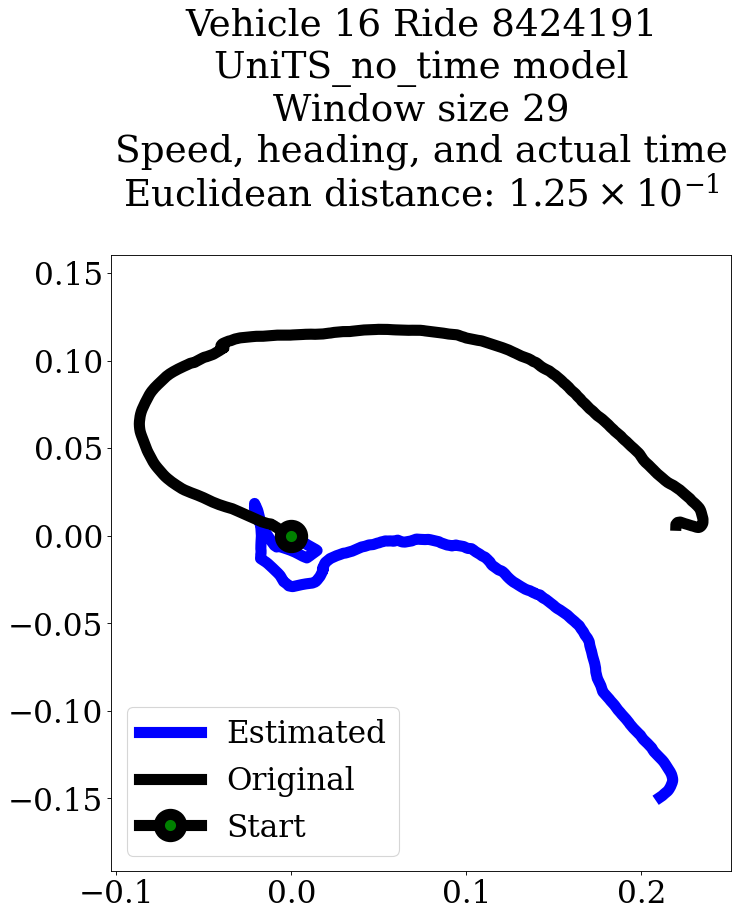 Vehicle 16 Ride 8424191
UniTS_no_time model
Window size 29
Speed, heading, and actual time
Euclidean distance: 1.25 × 10⁻¹
0.15
0.10
0.05
0.00
−0.05
−0.10
−0.15
Estimated
Original
Start
−0.1
0.0
0.1
0.2